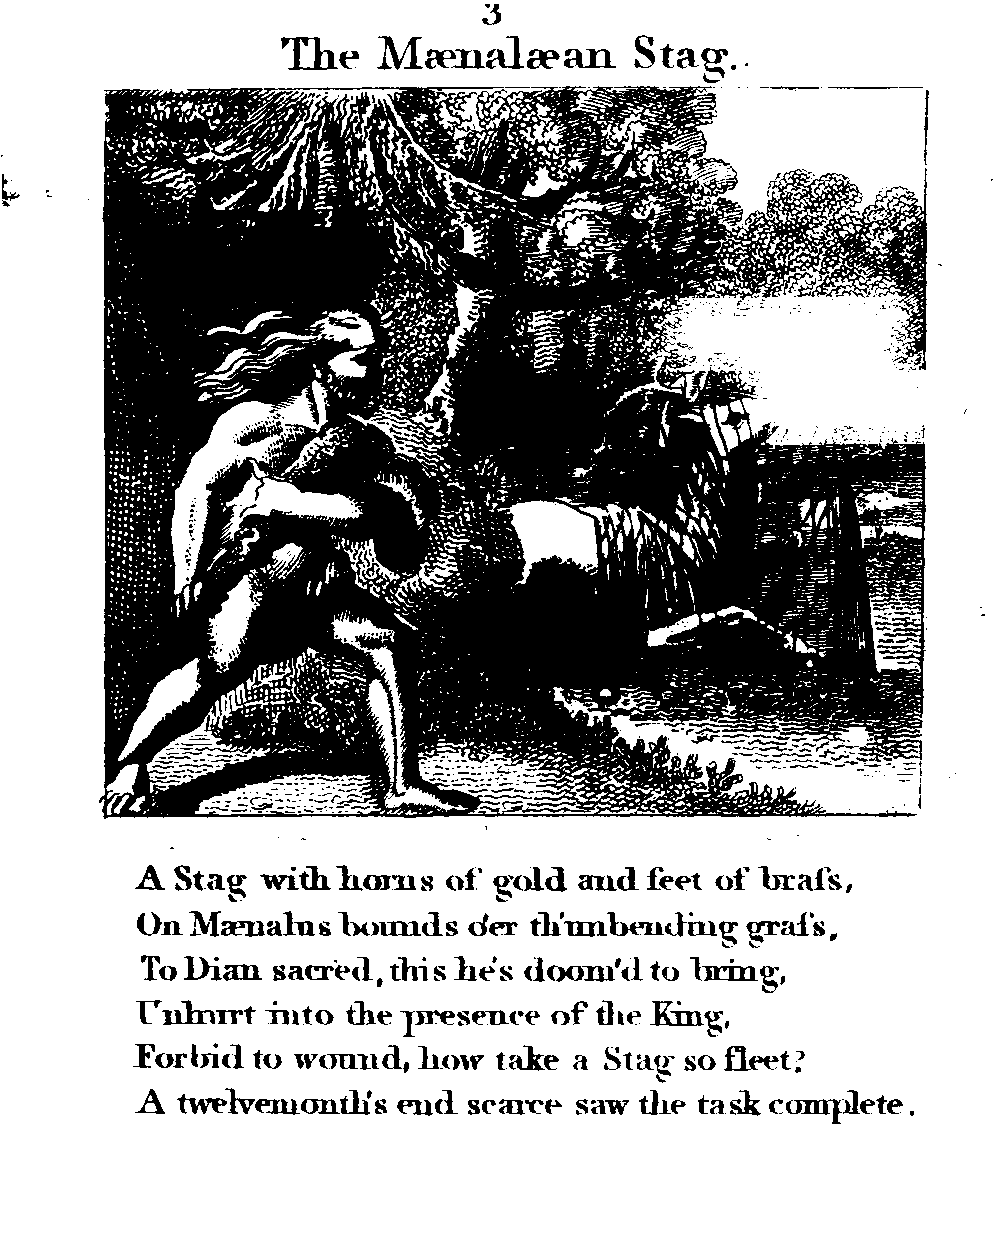 3
The Mænalæan Stag.
A Stag with horns of gold and feet of braſs,
On Mænalus bounds o'er th'unbending graſs,
To Dian sacred, this he's doom'd to bring,
Unhurt into the presence of the King,
Forbid to wound, how take a Stag so fleet?
A twelvemonth's end scarce saw the task complete.